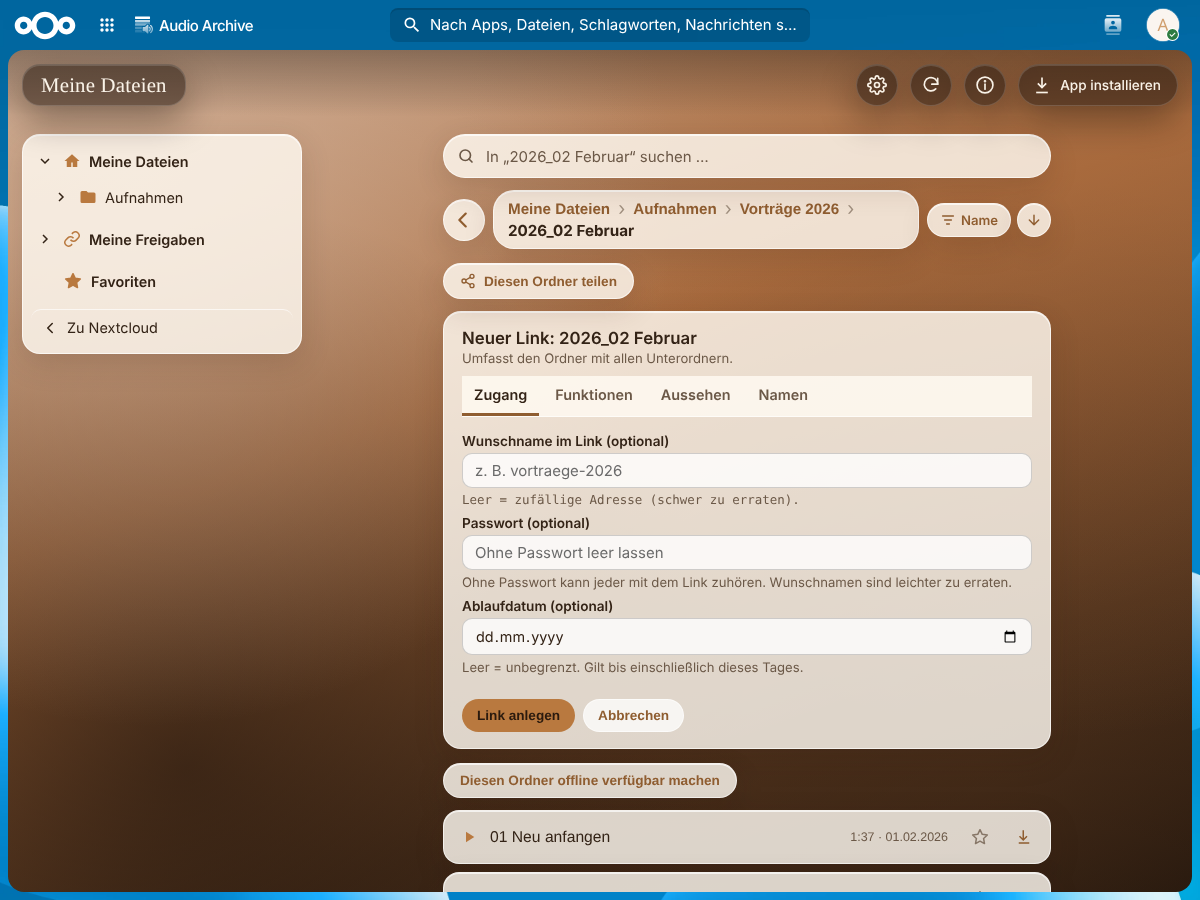 Audio Archive
Nach Apps, Dateien, Schlagworten, Nachrichten s...
A
Meine Dateien
App installieren
Meine Dateien
Aufnahmen
Meine Freigaben
Favoriten
Zu Nextcloud
In „2026_02 Februar“ suchen ...
Meine Dateien › Aufnahmen › Vorträge 2026 ›
2026_02 Februar
Name
Diesen Ordner teilen
Neuer Link: 2026_02 Februar
Umfasst den Ordner mit allen Unterordnern.
Zugang Funktionen Aussehen Namen
Wunschname im Link (optional)
z. B. vortraege-2026
Leer = zufällige Adresse (schwer zu erraten).
Passwort (optional)
Ohne Passwort leer lassen
Ohne Passwort kann jeder mit dem Link zuhören. Wunschnamen sind leichter zu erraten.
Ablaufdatum (optional)
dd.mm.yyyy
Leer = unbegrenzt. Gilt bis einschließlich dieses Tages.
Link anlegen Abbrechen
Diesen Ordner offline verfügbar machen
01 Neu anfangen 1:37 · 01.02.2026